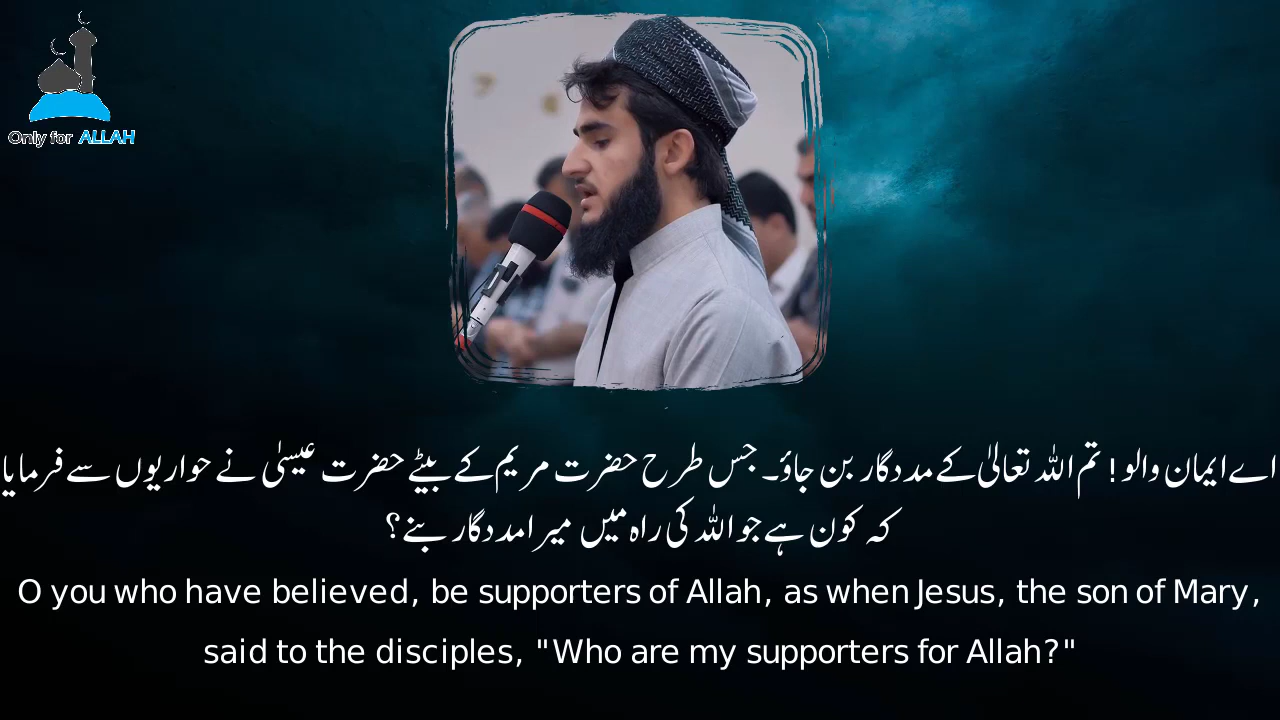 Only for ALLAH
اے ایمان والو! تم اللہ تعالیٰ کے مددگار بن جاؤ۔ جس طرح حضرت مریم کے بیٹے حضرت عیسیٰ نے حواریوں سے فرمایا
کہ کون ہے جو اللہ کی راہ میں میرا مددگار بنے؟
O you who have believed, be supporters of Allah, as when Jesus, the son of Mary,
said to the disciples, "Who are my supporters for Allah?"